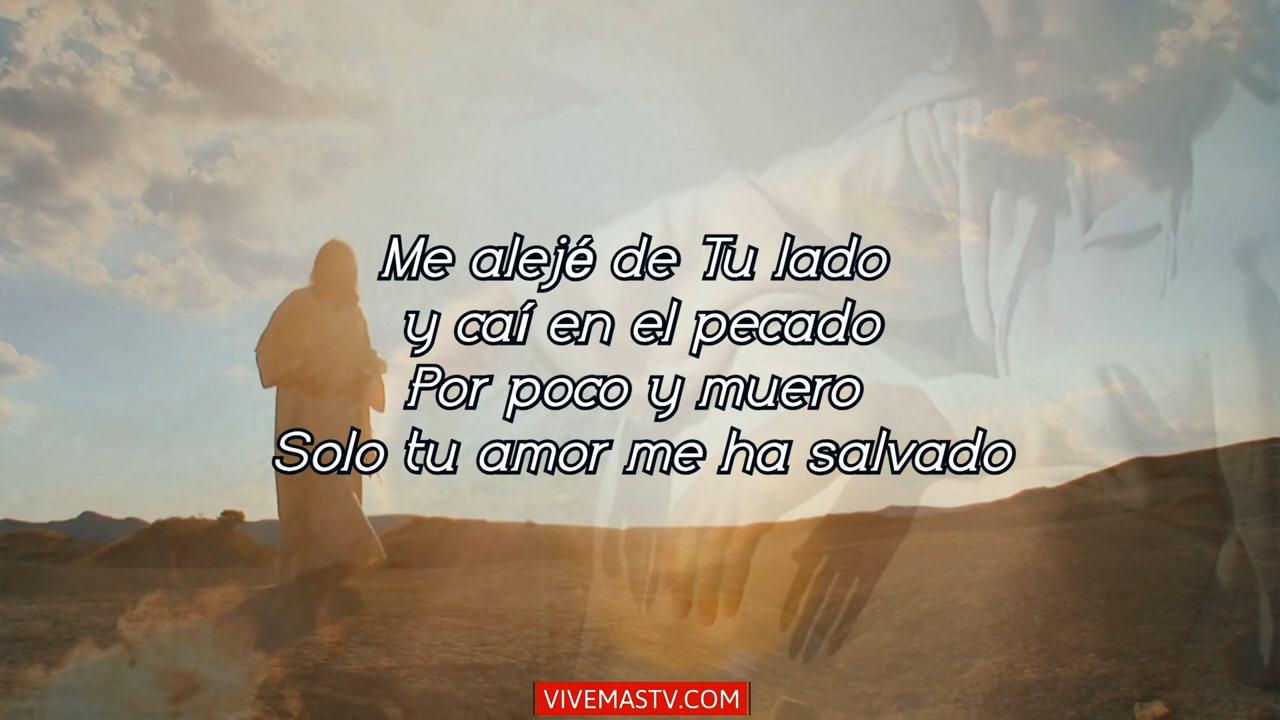 Me alejé de Tu lado
y caí en el pecado
Por poco y muero
Solo tu amor me ha salvado
VIVEMASTV.COM